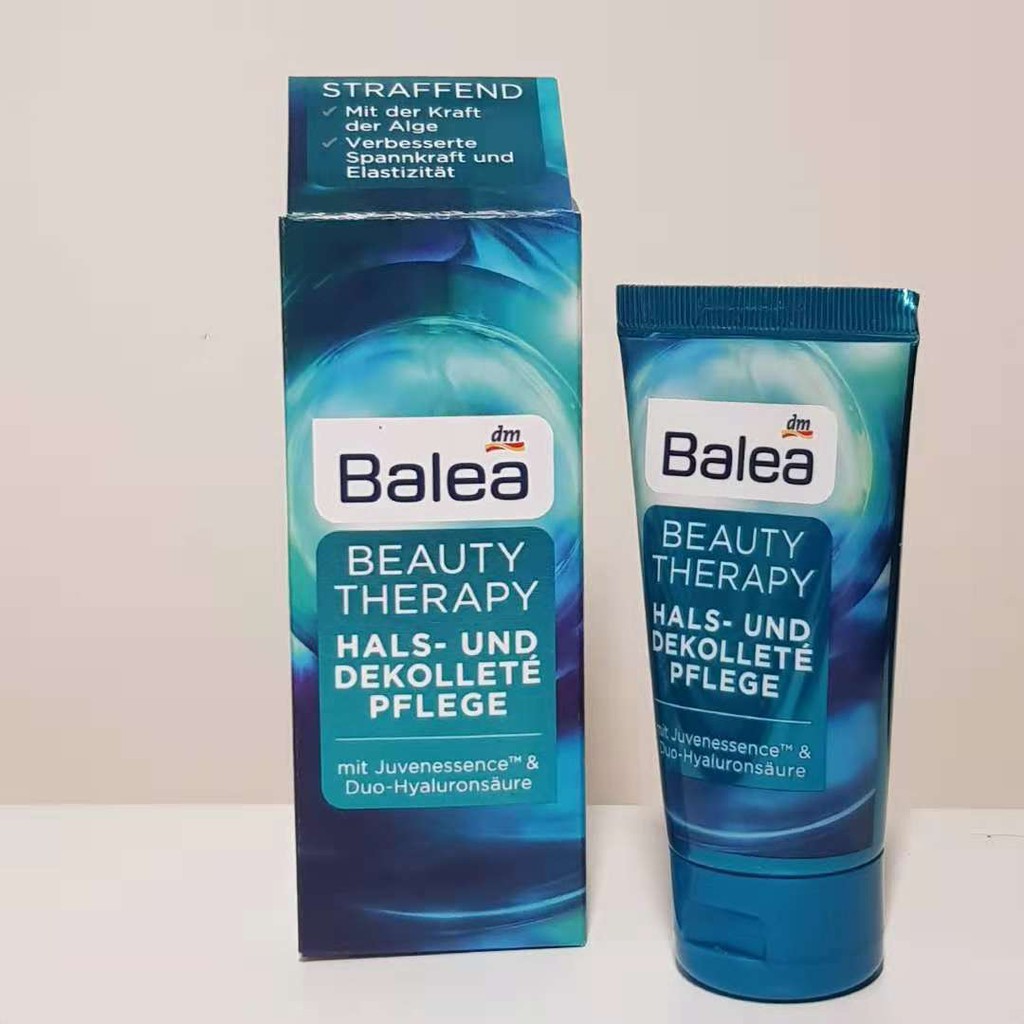 STRAFFEND
✓ Mit der Kraft
der Alge
✓ Verbesserte
Spannkraft und
Elastizität
dm
Balea
BEAUTY
THERAPY
HALS- UND
DEKOLLETÉ
PFLEGE
mit Juvenessence™ &
Duo-Hyaluronsäure
dm
Balea
BEAUTY
THERAPY
HALS- UND
DEKOLLETÉ
PFLEGE
mit Juvenessence™ &
Duo-Hyaluronsäure